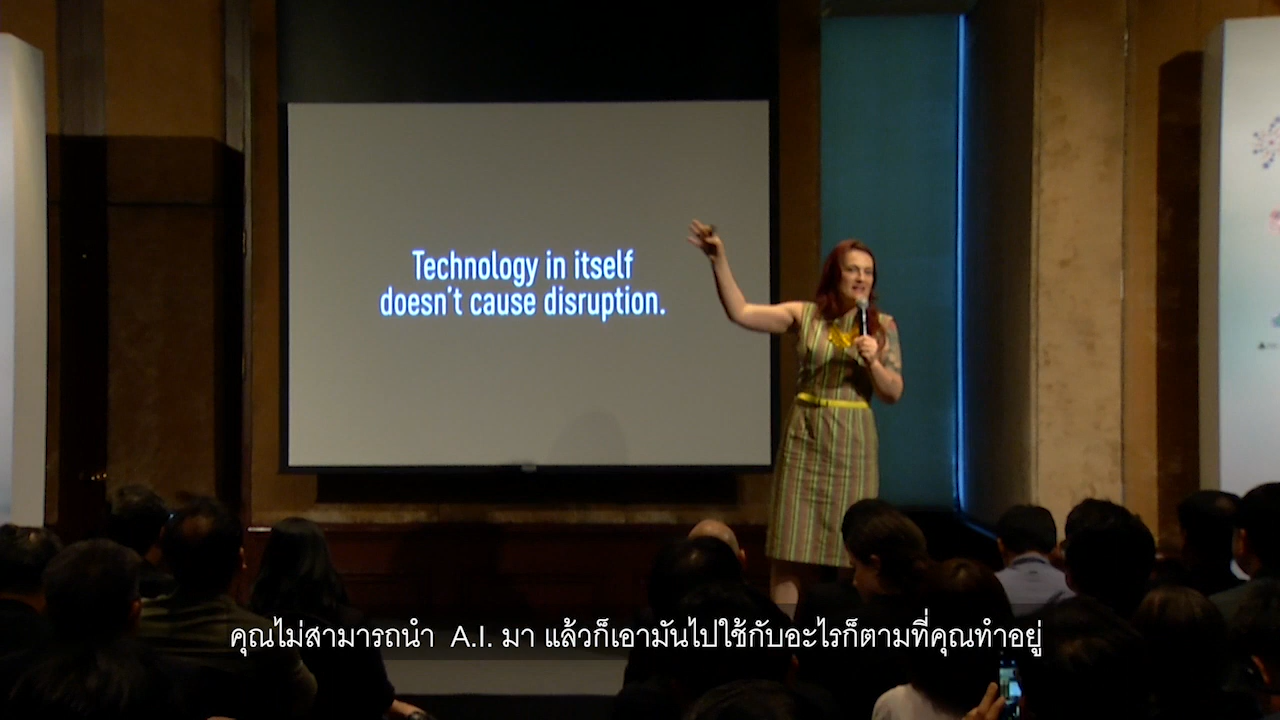 Technology in itself
doesn't cause disruption.
คุณไม่สามารถนำ A.I. มา แล้วก็เอามันไปใช้กับอะไรก็ตามที่คุณทำอยู่